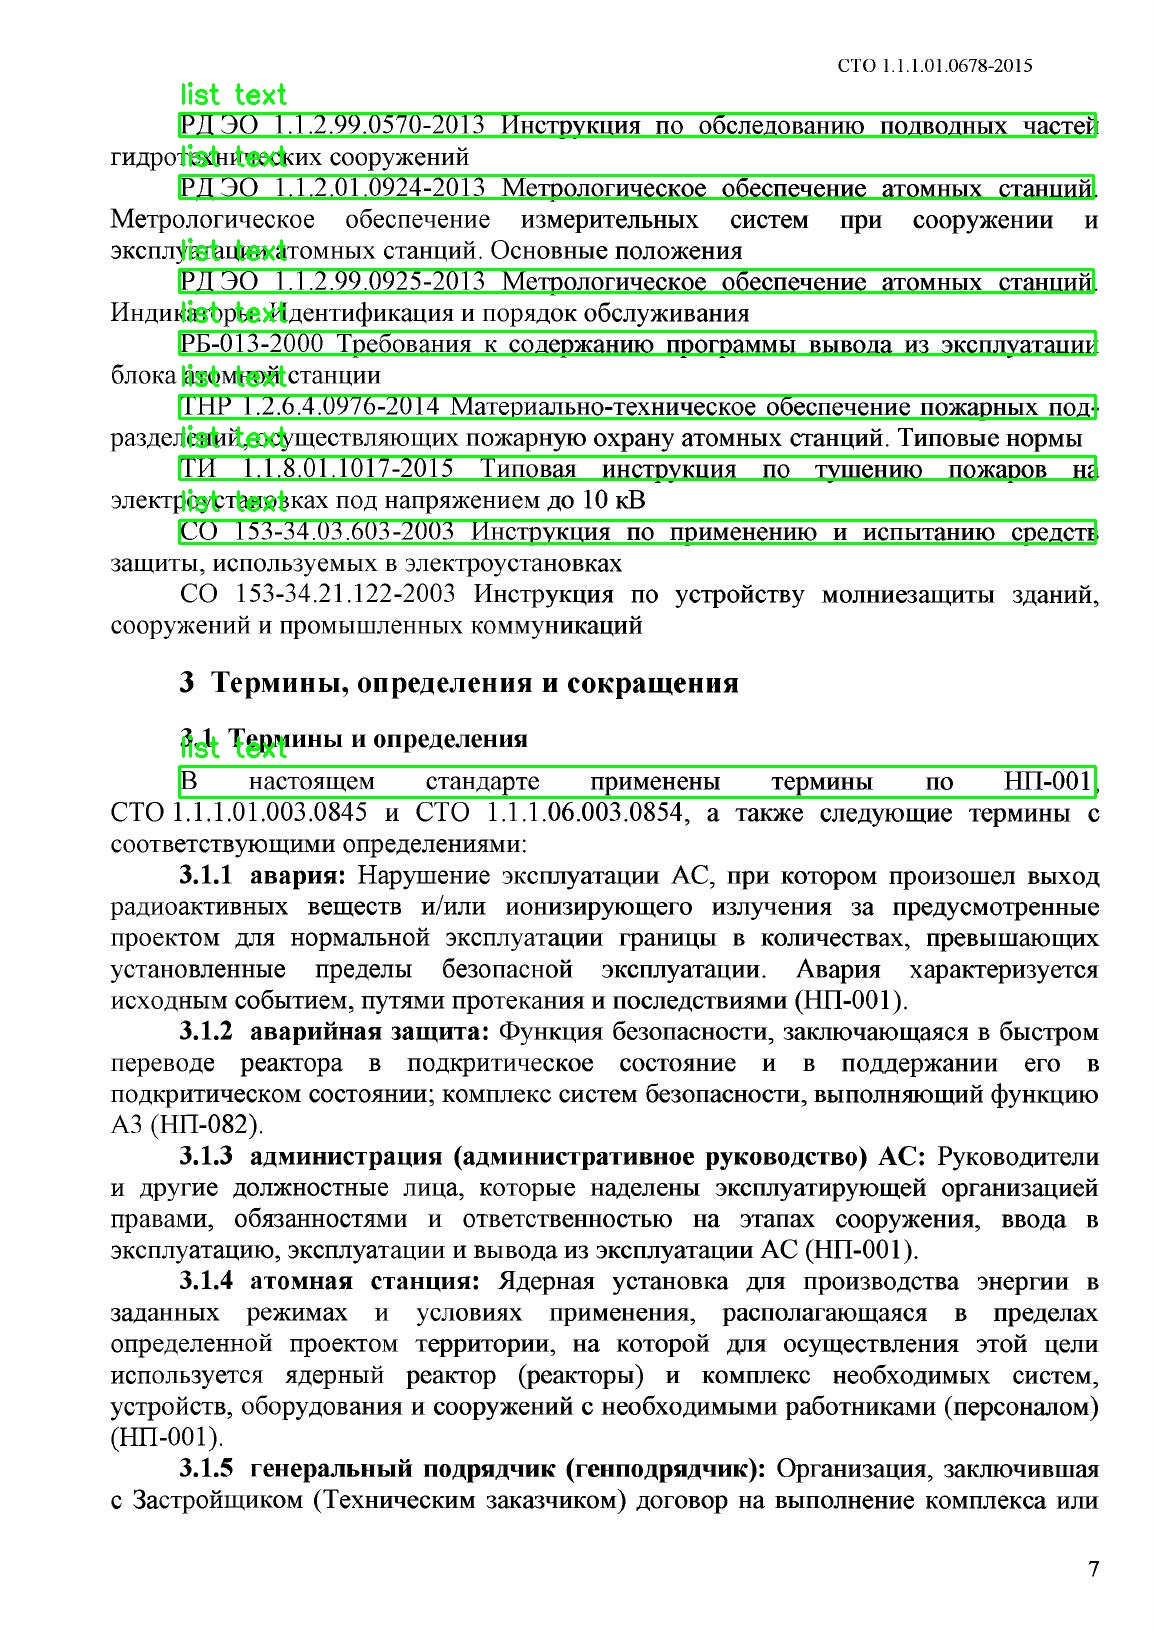 СТО 1.1.1.01.0678-2015
list text
РД ЭО 1.1.2.99.0570-2013 Инструкция по обследованию подводных частей
гидротехнических сооружений
list text
РД ЭО 1.1.2.01.0924-2013 Метрологическое обеспечение атомных станций.
Метрологическое обеспечение измерительных систем при сооружении и
эксплуатации атомных станций. Основные положения
list text
РД ЭО 1.1.2.99.0925-2013 Метрологическое обеспечение атомных станций.
Индикаторы. Идентификация и порядок обслуживания
list text
РБ-013-2000 Требования к содержанию программы вывода из эксплуатации
блока атомной станции
list text
ТНР 1.2.6.4.0976-2014 Материально-техническое обеспечение пожарных под-
разделений, осуществляющих пожарную охрану атомных станций. Типовые нормы
list text
ТИ 1.1.8.01.1017-2015 Типовая инструкция по тушению пожаров на
электроустановках под напряжением до 10 кВ
list text
СО 153-34.03.603-2003 Инструкция по применению и испытанию средств
защиты, используемых в электроустановках
СО 153-34.21.122-2003 Инструкция по устройству молниезащиты зданий,
сооружений и промышленных коммуникаций
3 Термины, определения и сокращения
3.1 Термины и определения
list text
В настоящем стандарте применены термины по НП-001,
СТО 1.1.1.01.003.0845 и СТО 1.1.1.06.003.0854, а также следующие термины с
соответствующими определениями:
3.1.1 авария: Нарушение эксплуатации АС, при котором произошел выход
радиоактивных веществ и/или ионизирующего излучения за предусмотренные
проектом для нормальной эксплуатации границы в количествах, превышающих
установленные пределы безопасной эксплуатации. Авария характеризуется
исходным событием, путями протекания и последствиями (НП-001).
3.1.2 аварийная защита: Функция безопасности, заключающаяся в быстром
переводе реактора в подкритическое состояние и в поддержании его в
подкритическом состоянии; комплекс систем безопасности, выполняющий функцию
АЗ (НП-082).
3.1.3 администрация (административное руководство) АС: Руководители
и другие должностные лица, которые наделены эксплуатирующей организацией
правами, обязанностями и ответственностью на этапах сооружения, ввода в
эксплуатацию, эксплуатации и вывода из эксплуатации АС (НП-001).
3.1.4 атомная станция: Ядерная установка для производства энергии в
заданных режимах и условиях применения, располагающаяся в пределах
определенной проектом территории, на которой для осуществления этой цели
используется ядерный реактор (реакторы) и комплекс необходимых систем,
устройств, оборудования и сооружений с необходимыми работниками (персоналом)
(НП-001).
3.1.5 генеральный подрядчик (генподрядчик): Организация, заключившая
с Застройщиком (Техническим заказчиком) договор на выполнение комплекса или
7